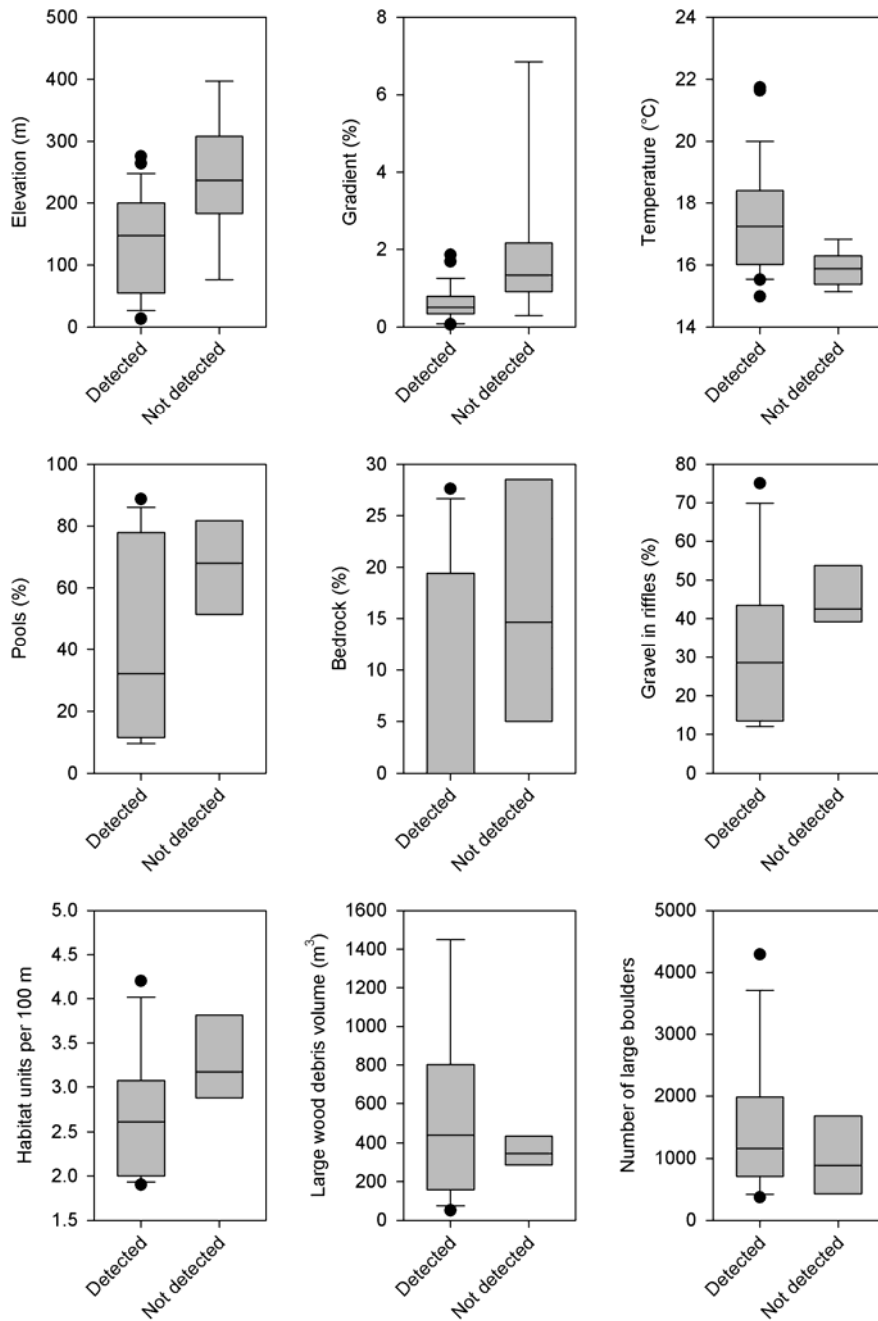 Elevation (m)
500
400
300
200
100
0
Detected
Not detected
Gradient (%)
8
6
4
2
0
Detected
Not detected
Temperature (°C)
24
22
20
18
16
14
Detected
Not detected
Pools (%)
100
80
60
40
20
0
Detected
Not detected
Bedrock (%)
30
25
20
15
10
5
0
Detected
Not detected
Gravel in riffles (%)
80
70
60
50
40
30
20
10
0
Detected
Not detected
Habitat units per 100 m
5.0
4.5
4.0
3.5
3.0
2.5
2.0
1.5
Detected
Not detected
Large wood debris volume (m³)
1600
1400
1200
1000
800
600
400
200
0
Detected
Not detected
Number of large boulders
5000
4000
3000
2000
1000
0
Detected
Not detected